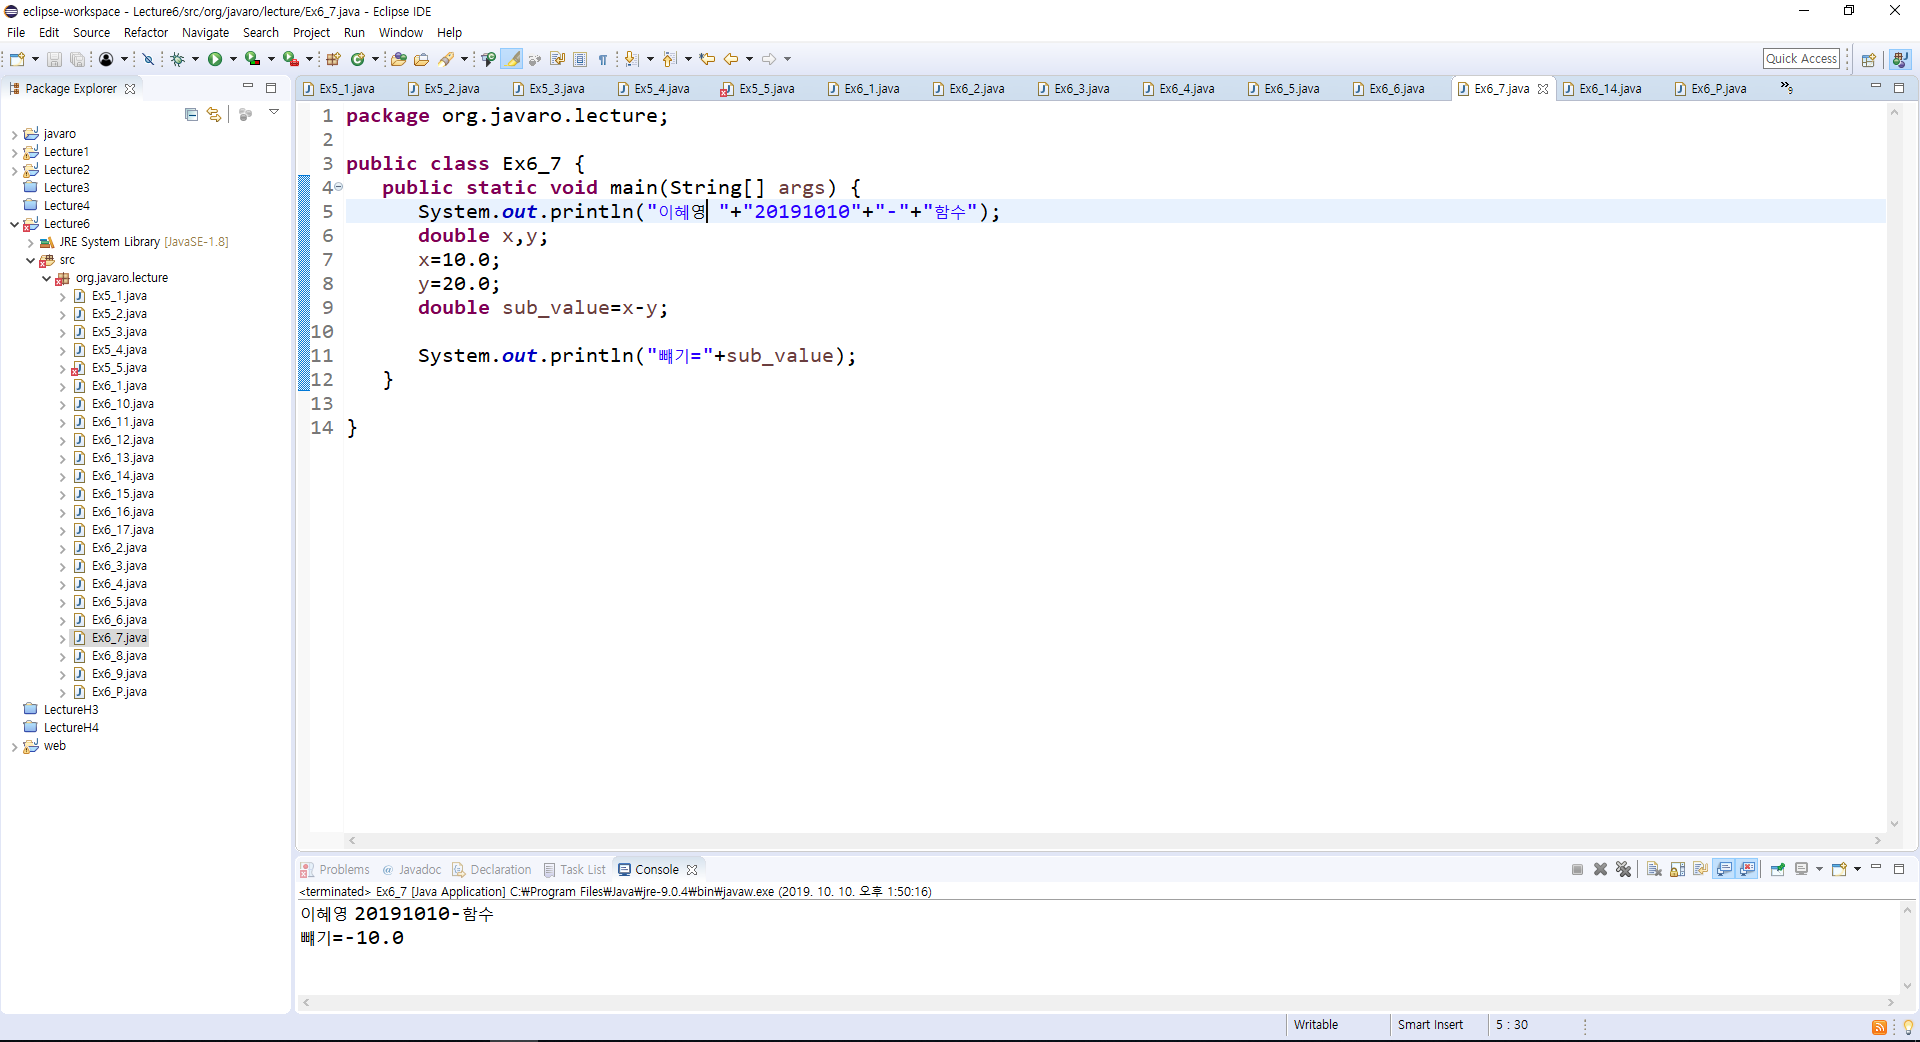 eclipse-workspace - Lecture6/src/org/javaro/lecture/Ex6_7.java - Eclipse IDE
File Edit Source Refactor Navigate Search Project Run Window Help
Quick Access
Package Explorer
Ex5_1.java Ex5_2.java Ex5_3.java Ex5_4.java Ex5_5.java Ex6_1.java Ex6_2.java Ex6_3.java Ex6_4.java Ex6_5.java Ex6_6.java Ex6_7.java Ex6_14.java Ex6_P.java »9
javaro
Lecture1
Lecture2
Lecture3
Lecture4
Lecture6
JRE System Library [JavaSE-1.8]
src
org.javaro.lecture
Ex5_1.java
Ex5_2.java
Ex5_3.java
Ex5_4.java
Ex5_5.java
Ex6_1.java
Ex6_10.java
Ex6_11.java
Ex6_12.java
Ex6_13.java
Ex6_14.java
Ex6_15.java
Ex6_16.java
Ex6_17.java
Ex6_2.java
Ex6_3.java
Ex6_4.java
Ex6_5.java
Ex6_6.java
Ex6_7.java
Ex6_8.java
Ex6_9.java
Ex6_P.java
LectureH3
LectureH4
web
1 package org.javaro.lecture;
2
3 public class Ex6_7 {
4 public static void main(String[] args) {
5 System.out.println("이혜영 "+"20191010"+"-"+"함수");
6 double x,y;
7 x=10.0;
8 y=20.0;
9 double sub_value=x-y;
10
11 System.out.println("빼기="+sub_value);
12 }
13
14 }
Problems @ Javadoc Declaration Task List Console
<terminated> Ex6_7 [Java Application] C:₩Program Files₩Java₩jre-9.0.4₩bin₩javaw.exe (2019. 10. 10. 오후 1:50:16)
이혜영 20191010-함수
빼기=-10.0
Writable Smart Insert 5 : 30